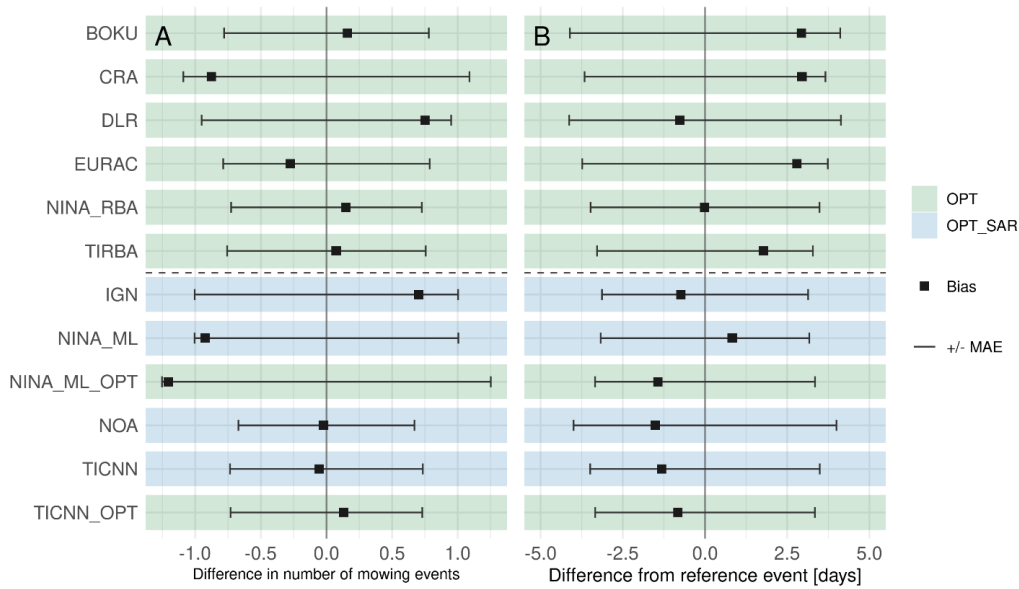 A
B
BOKU
CRA
DLR
EURAC
NINA_RBA
TIRBA
IGN
NINA_ML
NINA_ML_OPT
NOA
TICNN
TICNN_OPT
-1.0 -0.5 0.0 0.5 1.0
Difference in number of mowing events
-5.0 -2.5 0.0 2.5 5.0
Difference from reference event [days]
OPT
OPT_SAR
Bias
+/- MAE